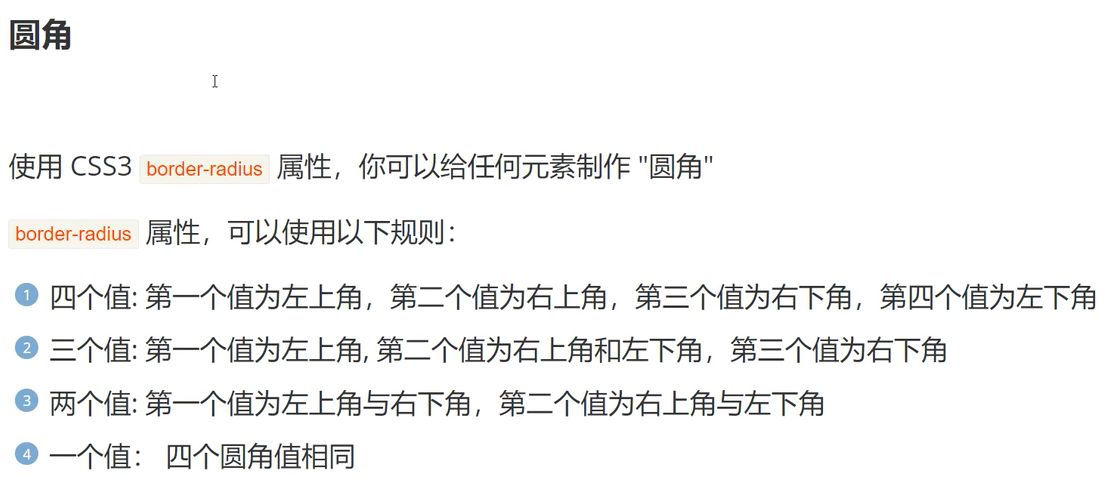 圆角
使用 CSS3 border-radius 属性，你可以给任何元素制作 "圆角"
border-radius 属性，可以使用以下规则：
1 四个值: 第一个值为左上角，第二个值为右上角，第三个值为右下角，第四个值为左下角
2 三个值: 第一个值为左上角, 第二个值为右上角和左下角，第三个值为右下角
3 两个值: 第一个值为左上角与右下角，第二个值为右上角与左下角
4 一个值： 四个圆角值相同